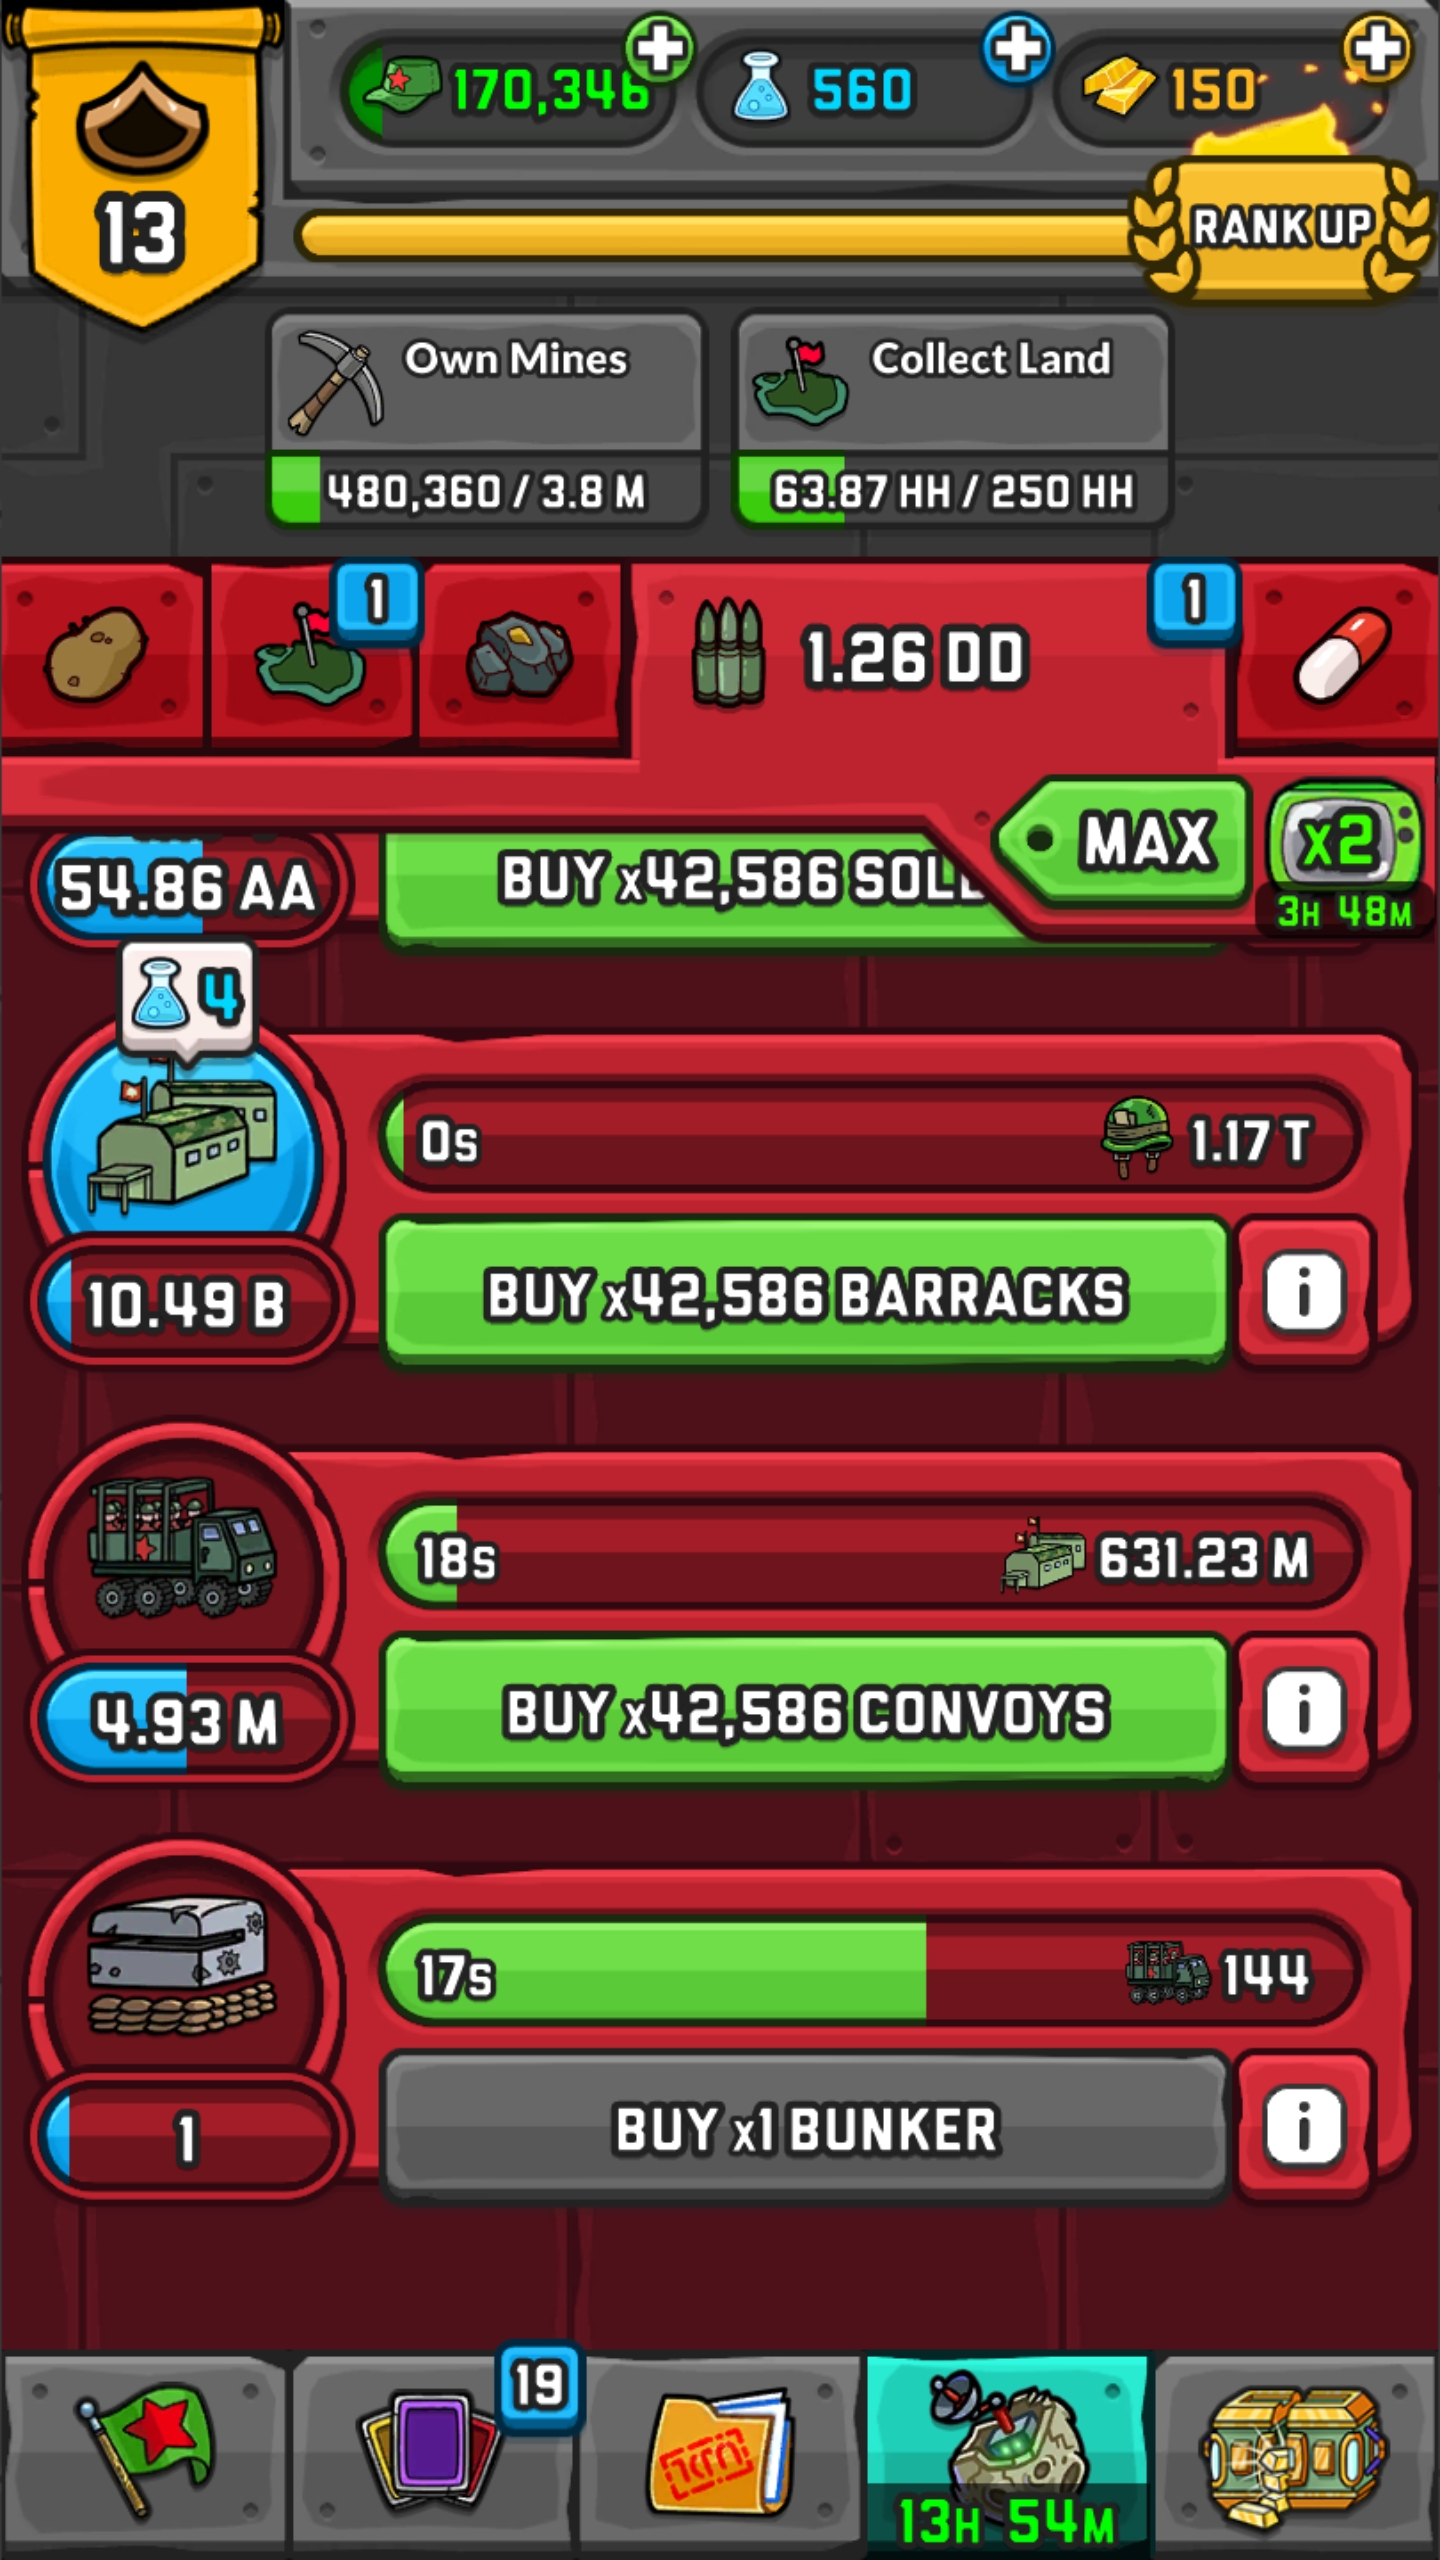 13
170,346
560
150
RANK UP
Own Mines
480,360 / 3.8 M
Collect Land
63.87 HH / 250 HH
1
1.26 DD
1
MAX
x2
3H 48M
54.86 AA
BUY x42,586
4
0s
1.17 T
10.49 B
BUY x42,586 BARRACKS
i
18s
631.23 M
4.93 M
BUY x42,586 CONVOYS
i
17s
144
1
BUY x1 BUNKER
i
19
13H 54M